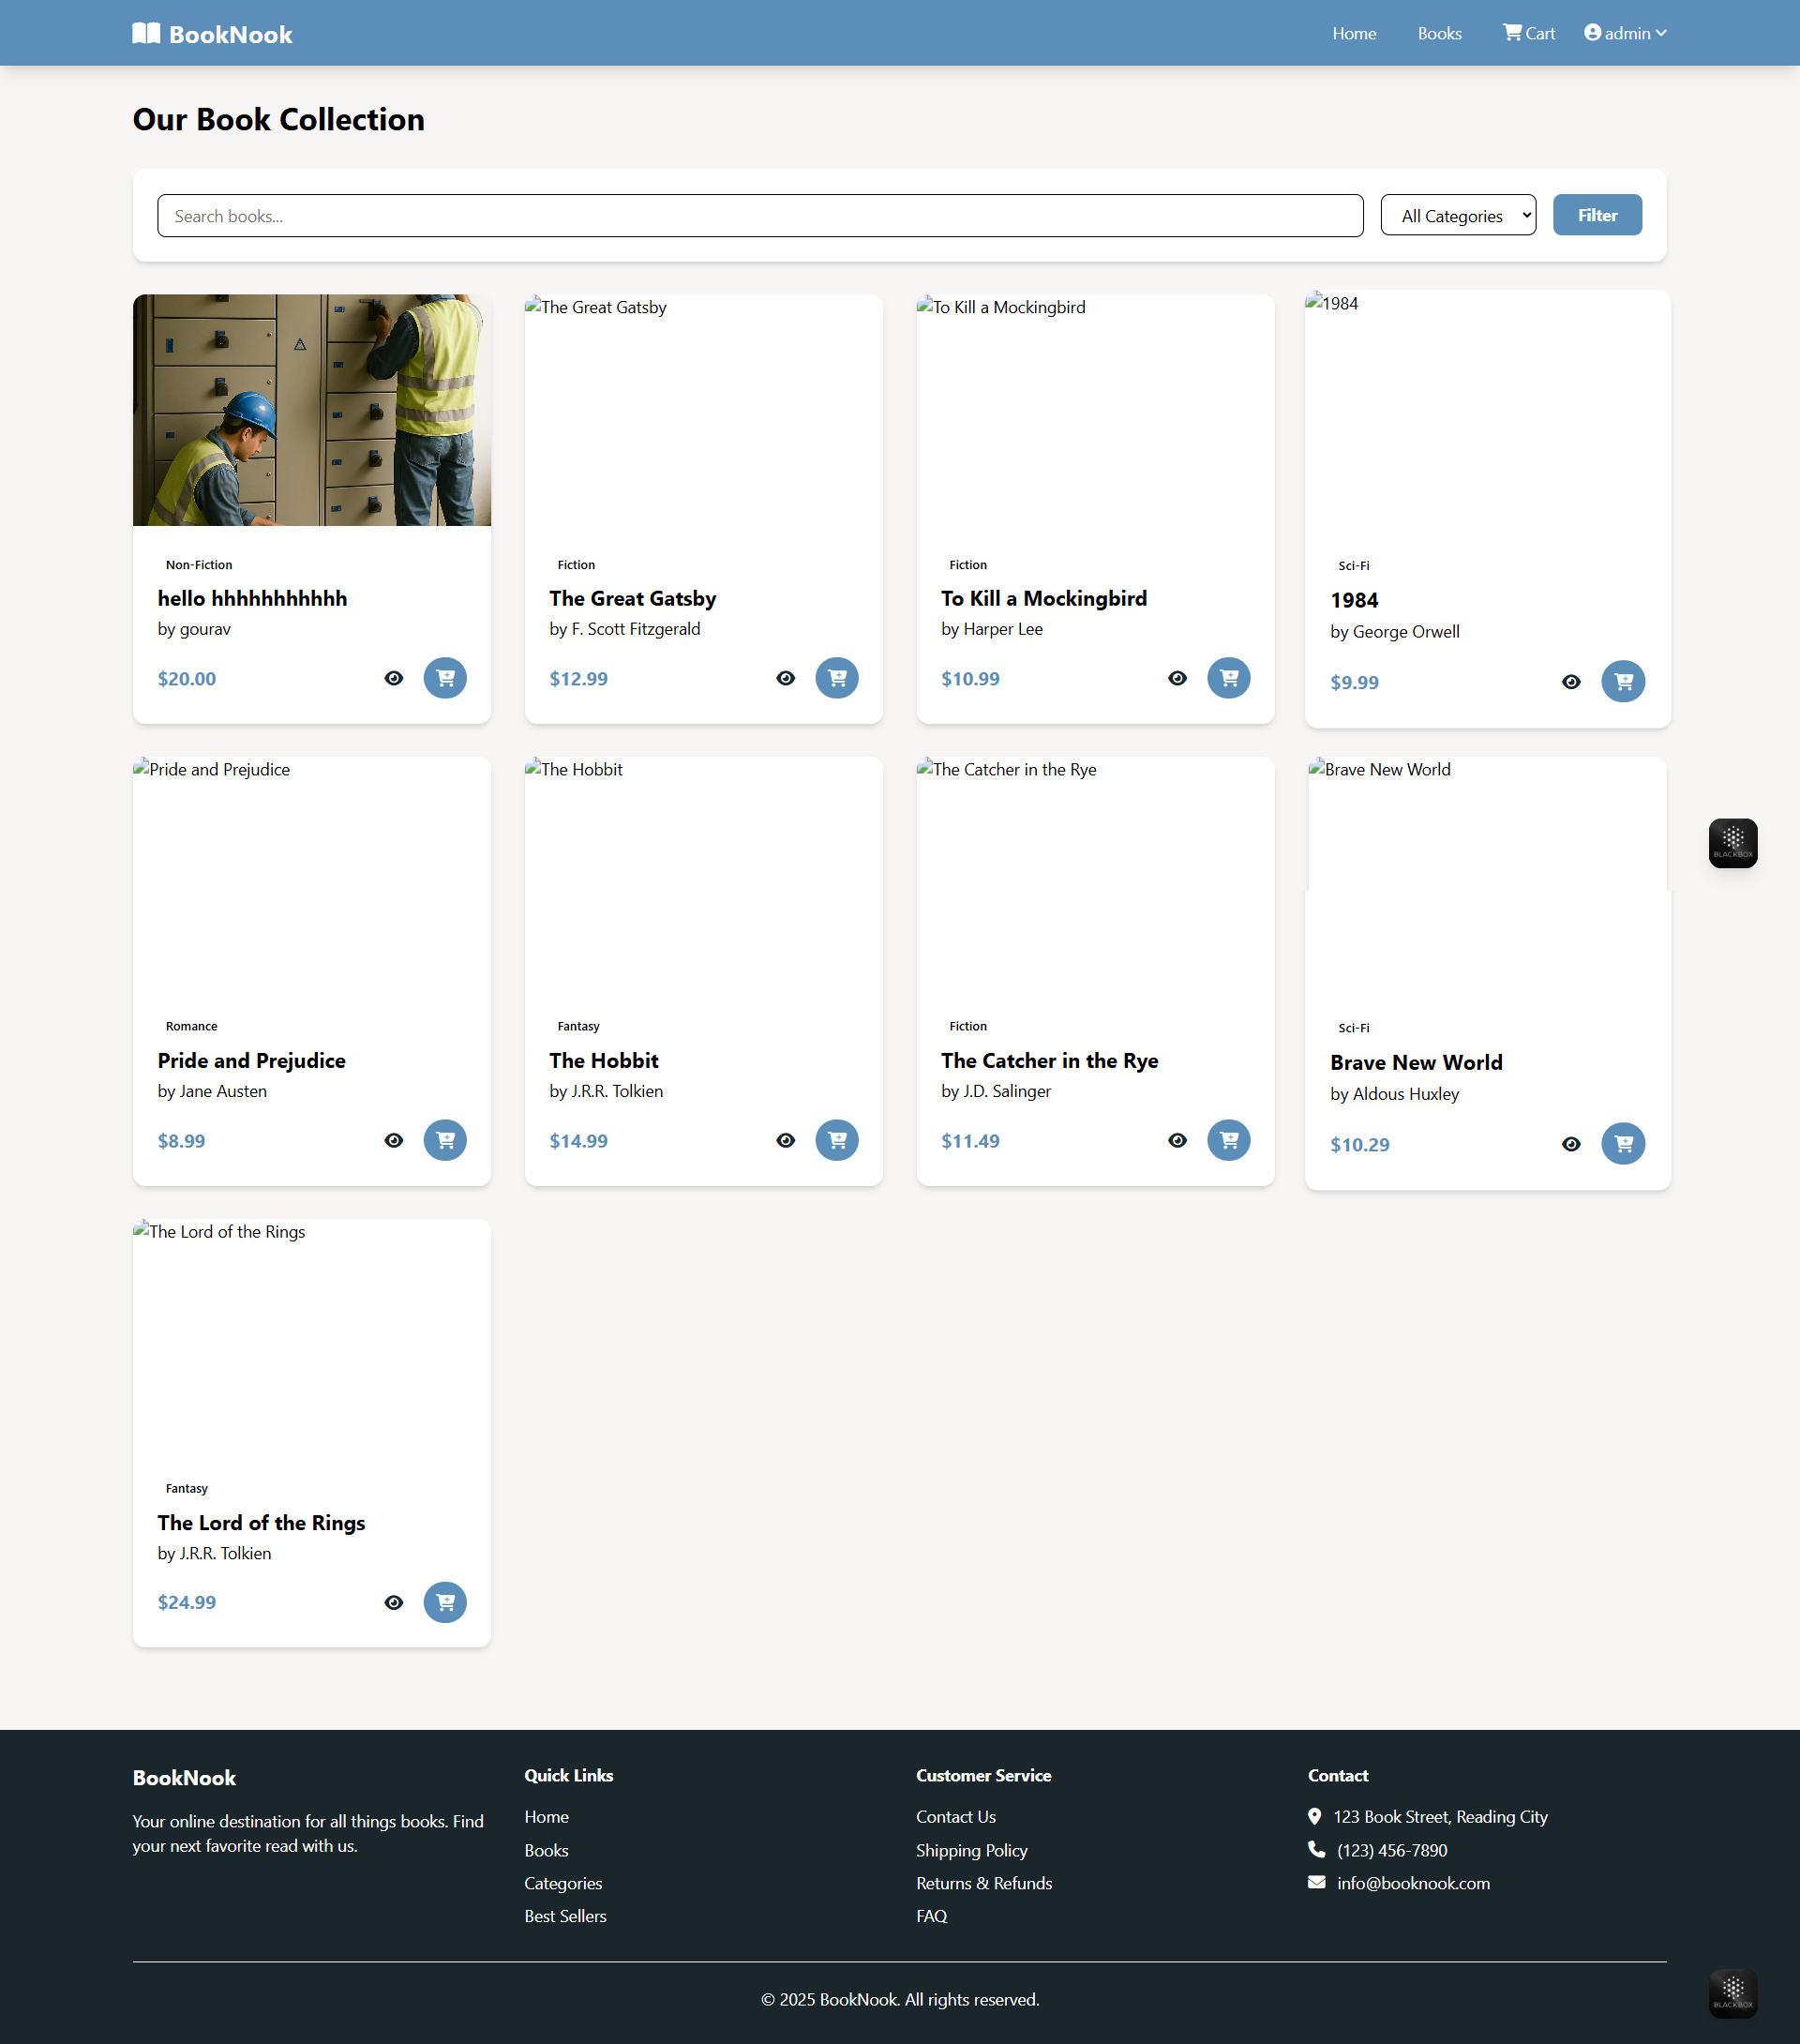 BookNook
Home
Books
Cart
admin
Our Book Collection
Search books...
All Categories
Filter
Non-Fiction
hello hhhhhhhhhhh
by gourav
$20.00
The Great Gatsby
Fiction
The Great Gatsby
by F. Scott Fitzgerald
$12.99
To Kill a Mockingbird
Fiction
To Kill a Mockingbird
by Harper Lee
$10.99
1984
Sci-Fi
1984
by George Orwell
$9.99
Pride and Prejudice
Romance
Pride and Prejudice
by Jane Austen
$8.99
The Hobbit
Fantasy
The Hobbit
by J.R.R. Tolkien
$14.99
The Catcher in the Rye
Fiction
The Catcher in the Rye
by J.D. Salinger
$11.49
Brave New World
Sci-Fi
Brave New World
by Aldous Huxley
$10.29
BLACKBOX
The Lord of the Rings
Fantasy
The Lord of the Rings
by J.R.R. Tolkien
$24.99
BookNook
Your online destination for all things books. Find
your next favorite read with us.
Quick Links
Home
Books
Categories
Best Sellers
Customer Service
Contact Us
Shipping Policy
Returns & Refunds
FAQ
Contact
123 Book Street, Reading City
(123) 456-7890
info@booknook.com
© 2025 BookNook. All rights reserved.
BLACKBOX